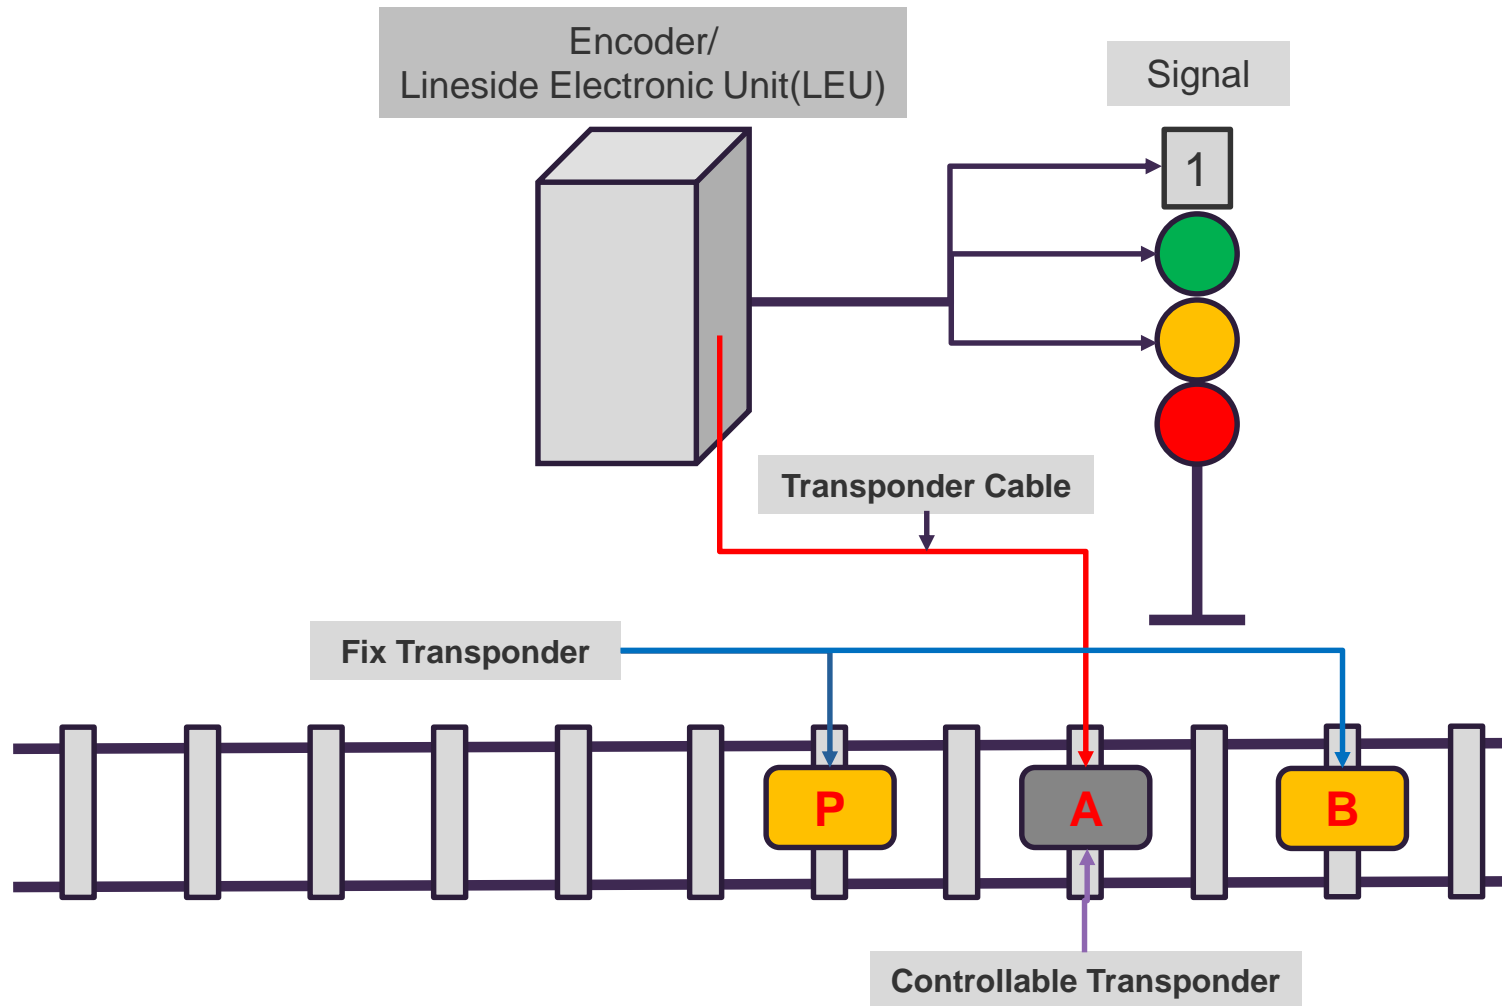 Encoder/
Lineside Electronic Unit(LEU)
Signal
1
Transponder Cable
Fix Transponder
P
A
B
Controllable Transponder